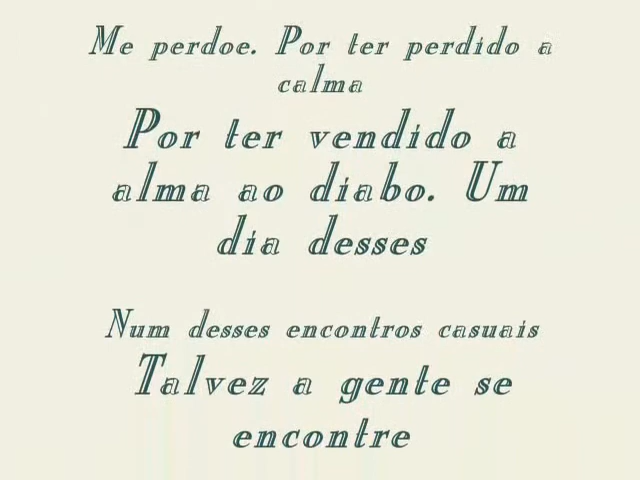 Me perdoe. Por ter perdido a
calma
Por ter vendido a
alma ao diabo. Um
dia desses
Num desses encontros casuais
Talvez a gente se
encontre